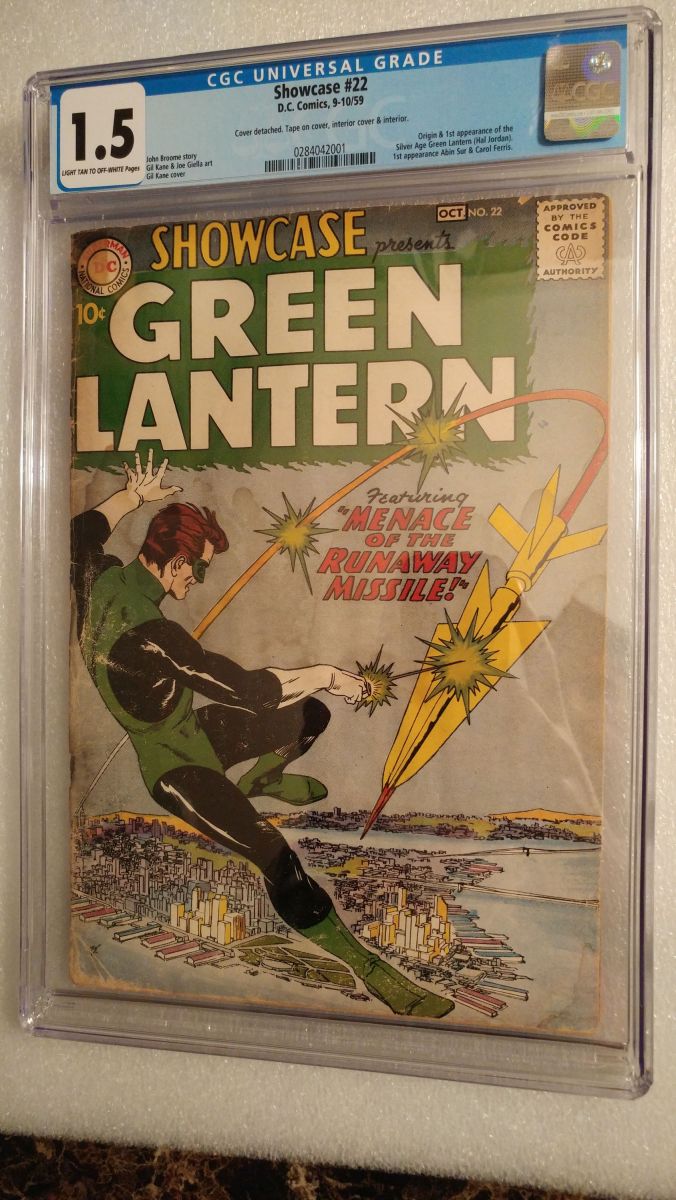 CGC UNIVERSAL GRADE
1.5
LIGHT TAN TO OFF-WHITE Pages
Showcase #22
D.C. Comics, 9-10/59
Cover detached. Tape on cover, interior cover & interior.
John Broome story
Gil Kane & Joe Giella art
Gil Kane cover
0284042001
Origin & 1st appearance of the
Silver Age Green Lantern (Hal Jordan).
1st appearance Abin Sur & Carol Ferris.
CGC
SUPERMAN
DC
NATIONAL COMICS
SHOWCASE presents
OCT. NO. 22
APPROVED
BY THE
COMICS
CODE
AUTHORITY
10¢
GREEN
LANTERN
Featuring
"MENACE
OF THE
RUNAWAY
MISSILE!"